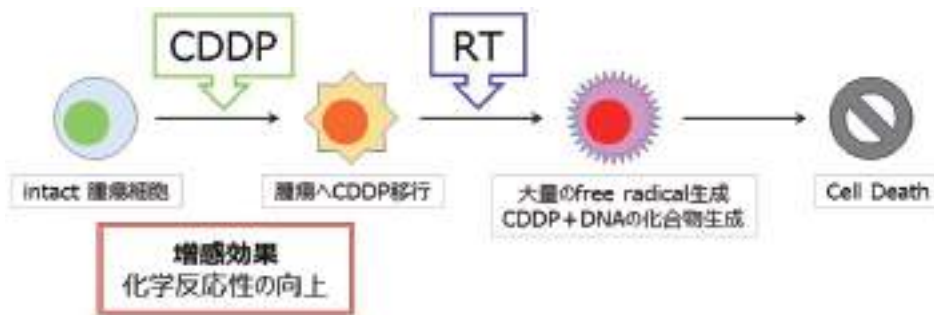 CDDP
RT
intact 腫瘍細胞
腫瘍へCDDP移行
大量のfree radical生成
CDDP+DNAの化合物生成
Cell Death
増感効果
化学反応性の向上